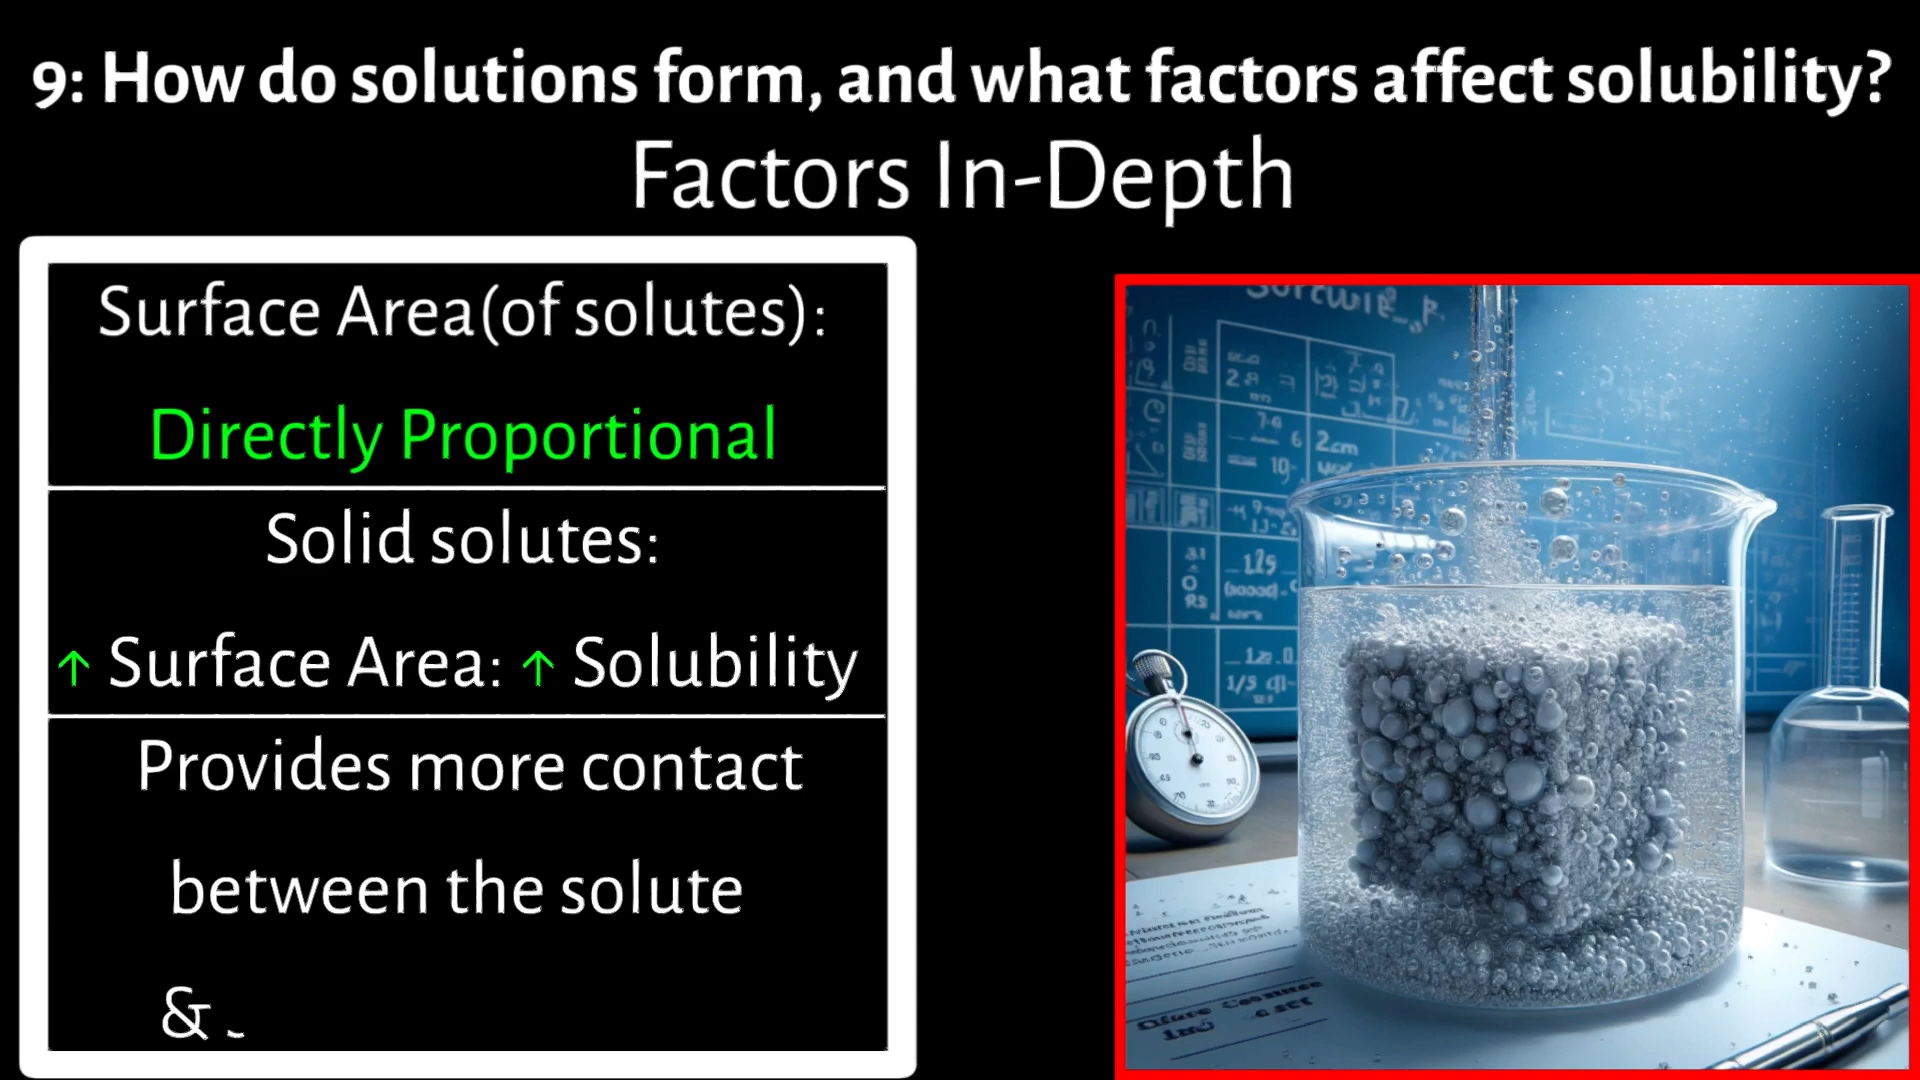 9: How do solutions form, and what factors affect solubility?
Factors In-Depth
Surface Area(of solutes):
Directly Proportional
Solid solutes:
↑ Surface Area: ↑ Solubility
Provides more contact
between the solute
&